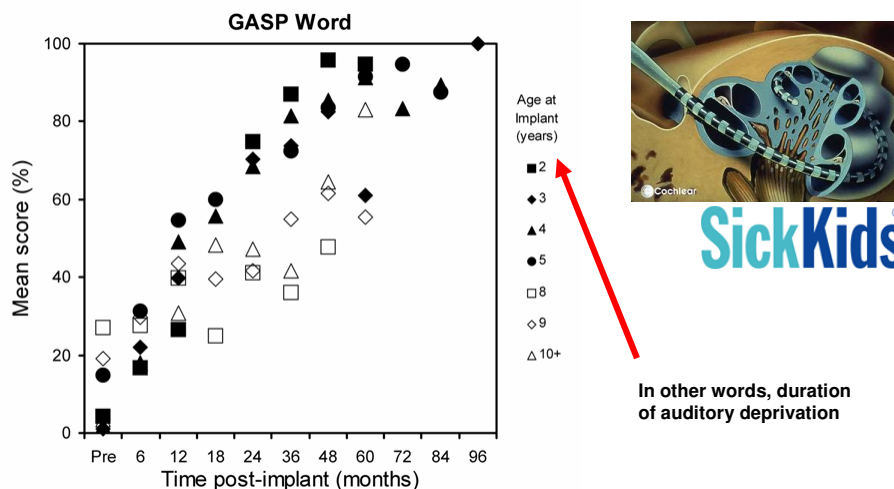 GASP Word
100
80
60
40
20
0
Mean score (%)
Pre 6 12 18 24 36 48 60 72 84 96
Time post-implant (months)
Age at
Implant
(years)
2
3
4
5
8
9
10+
Cochlear
SickKids
In other words, duration
of auditory deprivation